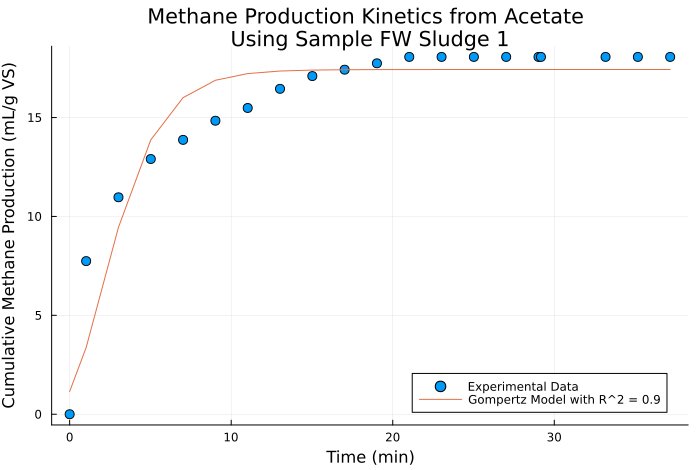 Methane Production Kinetics from Acetate
Using Sample FW Sludge 1
Cumulative Methane Production (mL/g VS)
15
10
5
0
0 10 20 30
Time (min)
Experimental Data
Gompertz Model with R^2 = 0.9